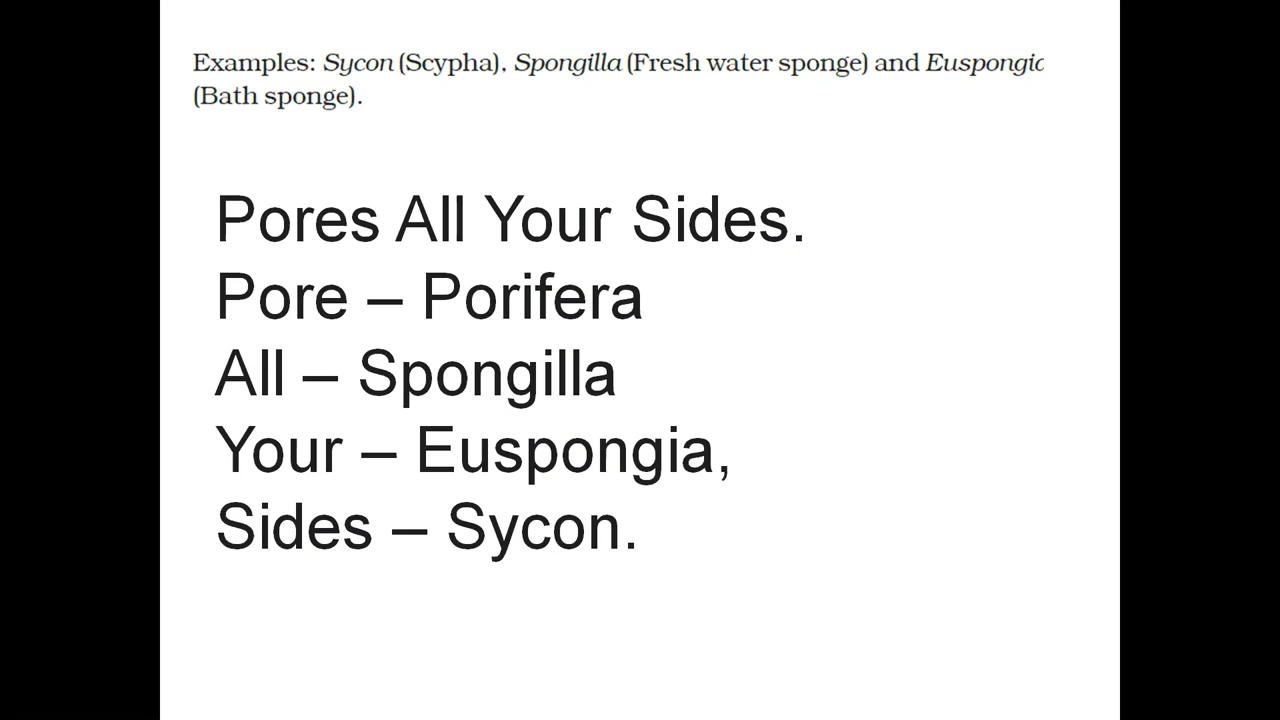 Examples: Sycon (Scypha), Spongilla (Fresh water sponge) and Euspongia
(Bath sponge).
Pores All Your Sides.
Pore – Porifera
All – Spongilla
Your – Euspongia,
Sides – Sycon.